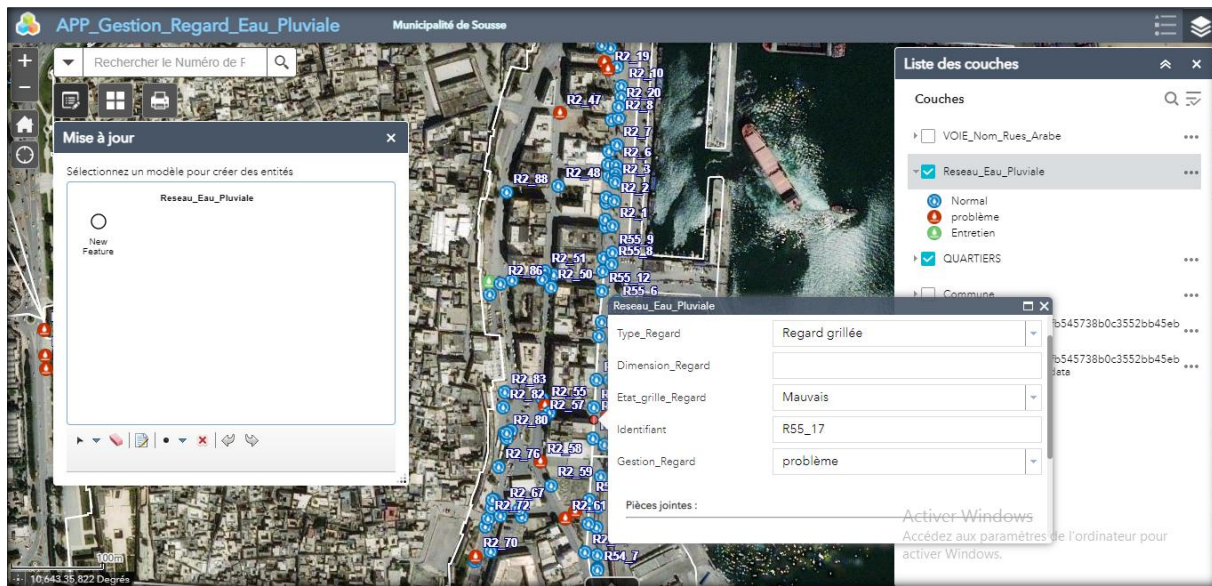 APP_Gestion_Regard_Eau_Pluviale
Municipalité de Sousse
Rechercher le Numéro de F
Mise à jour
Sélectionnez un modèle pour créer des entités
Reseau_Eau_Pluviale
New
Feature
R2_19
R2_10
R2_20
R2_47
R2_8
R2_7
R2_6
R2_88
R2_48
R2_3
R2_2
R2_1
R55_9
R55_8
R2_51
R2_86
R2_50
R55_12
R55_6
R2_83
R2_82
R2_55
R2_57
R2_80
R2_76
R2_58
R2_59
R2_67
R2_72
R2_61
R2_70
R54_7
Reseau_Eau_Pluviale
Type_Regard
Regard grillée
Dimension_Regard
Etat_grille_Regard
Mauvais
Identifiant
R55_17
Gestion_Regard
problème
Pièces jointes :
Liste des couches
Couches
VOIE_Nom_Rues_Arabe
Reseau_Eau_Pluviale
Normal
problème
Entretien
QUARTIERS
Commune
fb545738b0c3552bb45eb
fb545738b0c3552bb45eb
data
Activer Windows
Accédez aux paramètres de l'ordinateur pour
activer Windows.
100m
10,643 35,822 Degrés